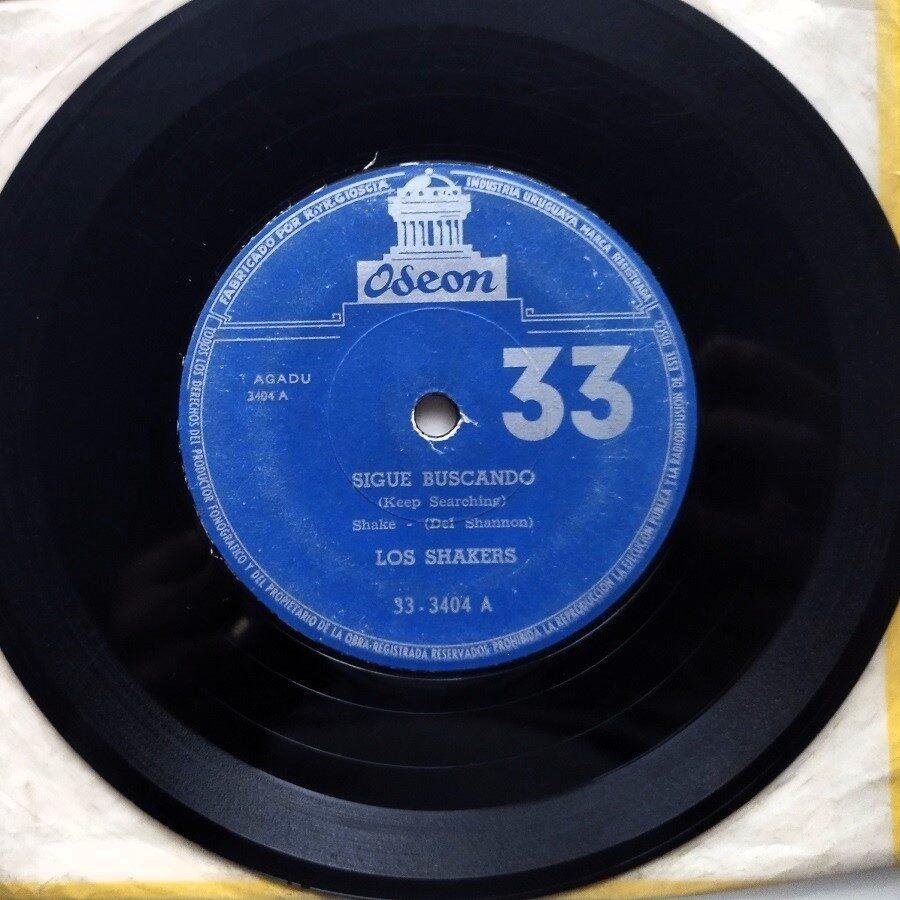 FABRICADO POR R.Y R.GIOSCIA
INDUSTRIA URUGUAYA MARCA REGISTRADA
Odeon
33
AGADU
3404 A
SIGUE BUSCANDO
(Keep Searching)
Shake - (Del Shannon)
LOS SHAKERS
33-3404 A
TODOS LOS DERECHOS DEL PRODUCTOR FONOGRAFICO Y DEL PROPIETARIO DE LA OBRA-REGISTRADA RESERVADOS PROHIBIDA LA REPRODUCCION LA EJECUCION PUBLICA Y LA RADIODIFUSION DE ESTE DISCO